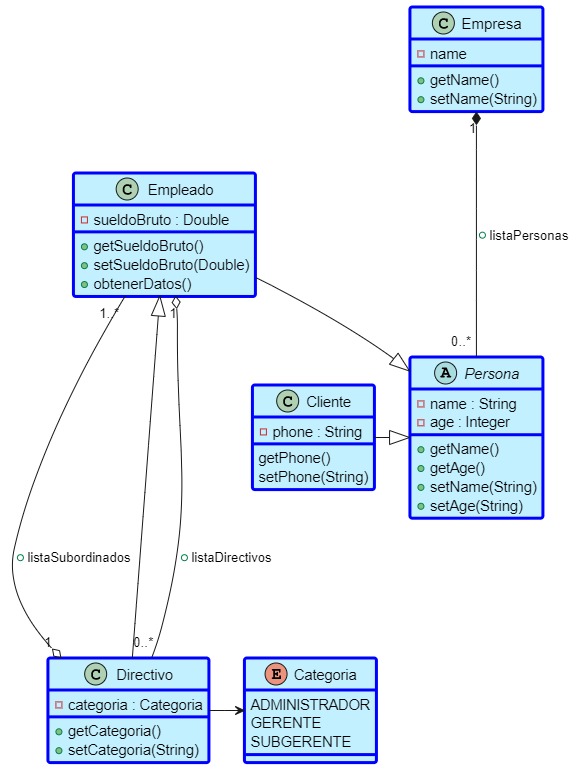 C Empresa
name
getName()
setName(String)
1
C Empleado
sueldoBruto : Double
getSueldoBruto()
setSueldoBruto(Double)
obtenerDatos()
listaPersonas
1..*
1
0..*
A Persona
name : String
age : Integer
getName()
getAge()
setName(String)
setAge(String)
C Cliente
phone : String
getPhone()
setPhone(String)
listaSubordinados
listaDirectivos
1
0..*
C Directivo
categoria : Categoria
getCategoria()
setCategoria(String)
E Categoria
ADMINISTRADOR
GERENTE
SUBGERENTE